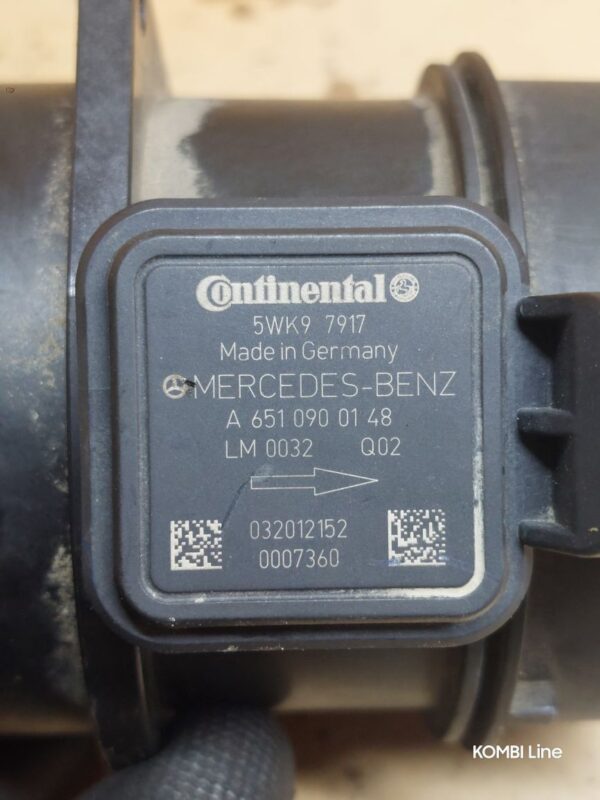 Continental
5WK9 7917
Made in Germany
MERCEDES-BENZ
A 651 090 01 48
LM 0032 Q02
032012152
0007360
KOMBI Line